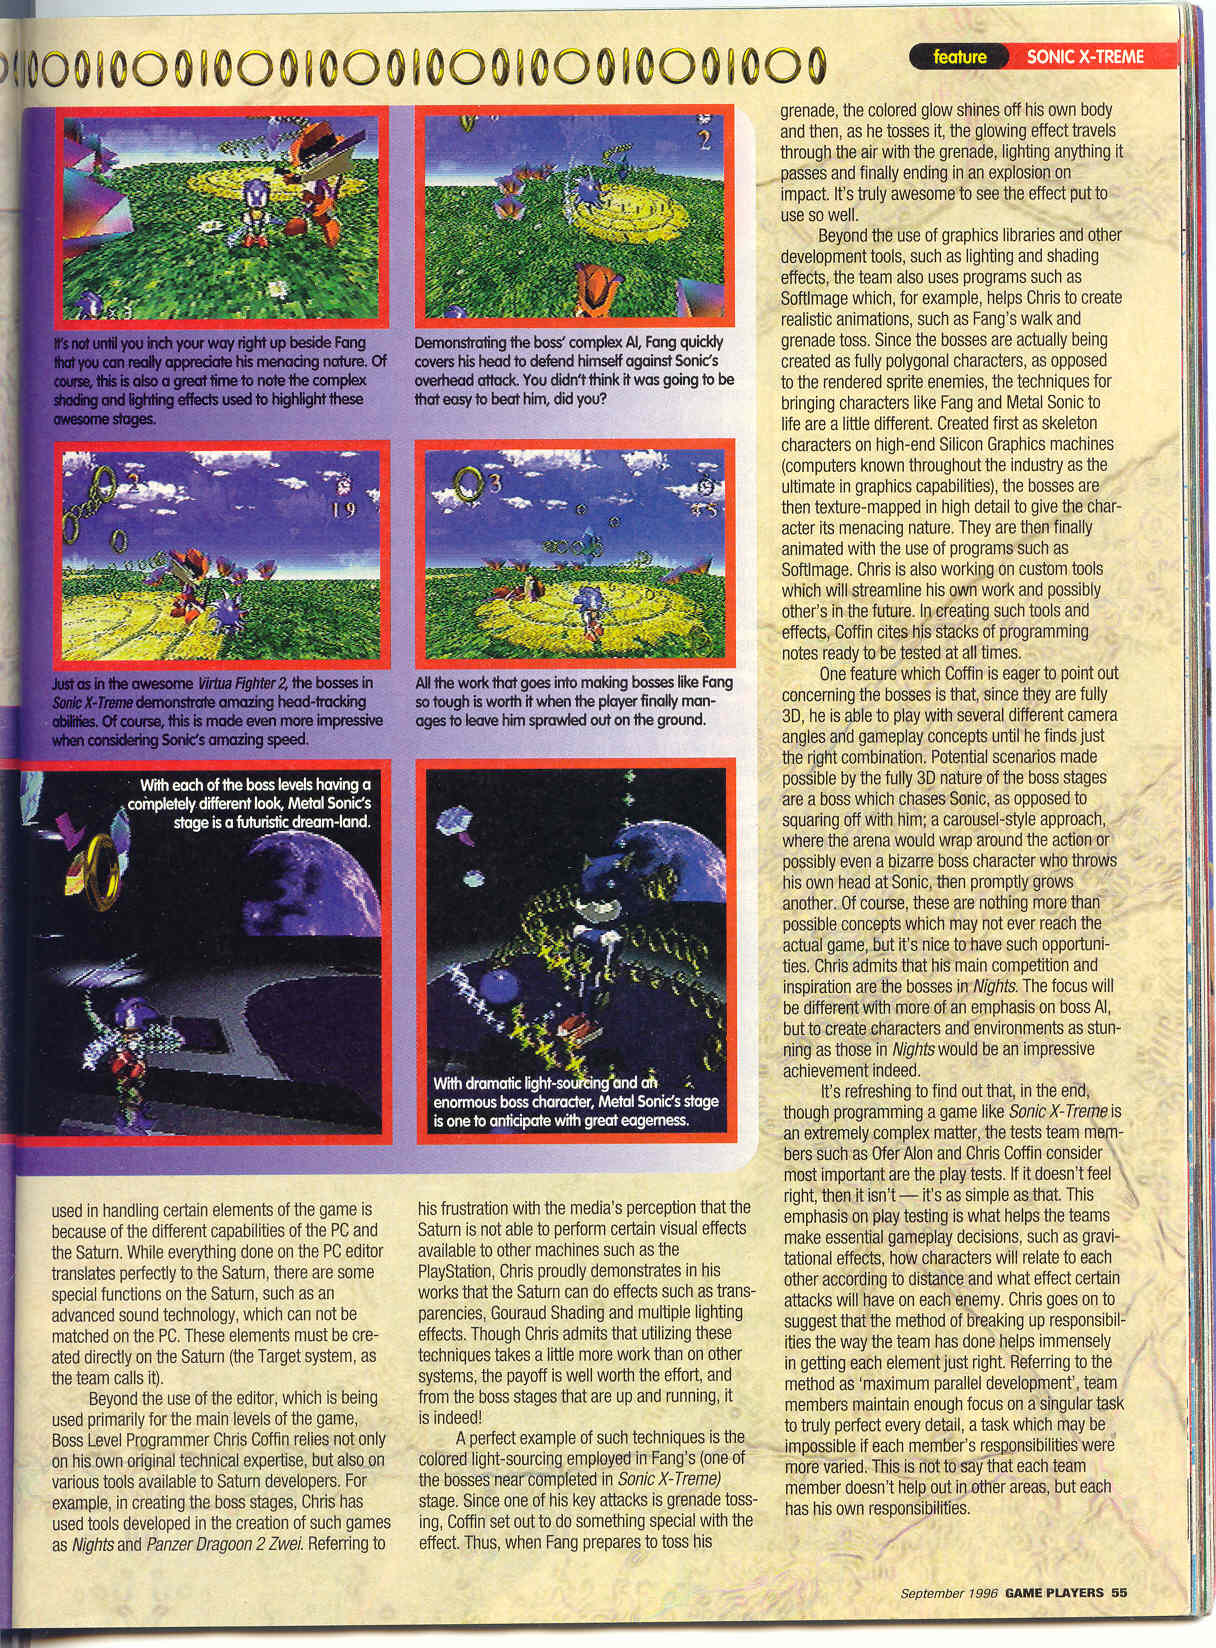 feature
SONIC X-TREME
2
It's not until you inch your way right up beside Fang
that you can really appreciate his menacing nature. Of
course, this is also a great time to note the complex
shading and lighting effects used to highlight these
awesome stages.
Demonstrating the boss' complex AI, Fang quickly
covers his head to defend himself against Sonic's
overhead attack. You didn't think it was going to be
that easy to beat him, did you?
2
19
3
Just as in the awesome Virtua Fighter 2, the bosses in
Sonic X-Treme demonstrate amazing head-tracking
abilities. Of course, this is made even more impressive
when considering Sonic's amazing speed.
All the work that goes into making bosses like Fang
so tough is worth it when the player finally man-
ages to leave him sprawled out on the ground.
With each of the boss levels having a
completely different look, Metal Sonic's
stage is a futuristic dream-land.
With dramatic light-sourcing and an
enormous boss character, Metal Sonic's stage
is one to anticipate with great eagerness.
used in handling certain elements of the game is
because of the different capabilities of the PC and
the Saturn. While everything done on the PC editor
translates perfectly to the Saturn, there are some
special functions on the Saturn, such as an
advanced sound technology, which can not be
matched on the PC. These elements must be cre-
ated directly on the Saturn (the Target system, as
the team calls it).
Beyond the use of the editor, which is being
used primarily for the main levels of the game,
Boss Level Programmer Chris Coffin relies not only
on his own original technical expertise, but also on
various tools available to Saturn developers. For
example, in creating the boss stages, Chris has
used tools developed in the creation of such games
as Nights and Panzer Dragoon 2 Zwei. Referring to
his frustration with the media's perception that the
Saturn is not able to perform certain visual effects
available to other machines such as the
PlayStation, Chris proudly demonstrates in his
works that the Saturn can do effects such as trans-
parencies, Gouraud Shading and multiple lighting
effects. Though Chris admits that utilizing these
techniques takes a little more work than on other
systems, the payoff is well worth the effort, and
from the boss stages that are up and running, it
is indeed!
A perfect example of such techniques is the
colored light-sourcing employed in Fang's (one of
the bosses near completed in Sonic X-Treme)
stage. Since one of his key attacks is grenade toss-
ing, Coffin set out to do something special with the
effect. Thus, when Fang prepares to toss his
grenade, the colored glow shines off his own body
and then, as he tosses it, the glowing effect travels
through the air with the grenade, lighting anything it
passes and finally ending in an explosion on
impact. It's truly awesome to see the effect put to
use so well.
Beyond the use of graphics libraries and other
development tools, such as lighting and shading
effects, the team also uses programs such as
SoftImage which, for example, helps Chris to create
realistic animations, such as Fang's walk and
grenade toss. Since the bosses are actually being
created as fully polygonal characters, as opposed
to the rendered sprite enemies, the techniques for
bringing characters like Fang and Metal Sonic to
life are a little different. Created first as skeleton
characters on high-end Silicon Graphics machines
(computers known throughout the industry as the
ultimate in graphics capabilities), the bosses are
then texture-mapped in high detail to give the char-
acter its menacing nature. They are then finally
animated with the use of programs such as
SoftImage. Chris is also working on custom tools
which will streamline his own work and possibly
other's in the future. In creating such tools and
effects, Coffin cites his stacks of programming
notes ready to be tested at all times.
One feature which Coffin is eager to point out
concerning the bosses is that, since they are fully
3D, he is able to play with several different camera
angles and gameplay concepts until he finds just
the right combination. Potential scenarios made
possible by the fully 3D nature of the boss stages
are a boss which chases Sonic, as opposed to
squaring off with him; a carousel-style approach,
where the arena would wrap around the action or
possibly even a bizarre boss character who throws
his own head at Sonic, then promptly grows
another. Of course, these are nothing more than
possible concepts which may not ever reach the
actual game, but it's nice to have such opportuni-
ties. Chris admits that his main competition and
inspiration are the bosses in Nights. The focus will
be different with more of an emphasis on boss AI,
but to create characters and environments as stun-
ning as those in Nights would be an impressive
achievement indeed.
It's refreshing to find out that, in the end,
though programming a game like Sonic X-Treme is
an extremely complex matter, the tests team mem-
bers such as Ofer Alon and Chris Coffin consider
most important are the play tests. If it doesn't feel
right, then it isn't — it's as simple as that. This
emphasis on play testing is what helps the teams
make essential gameplay decisions, such as gravi-
tational effects, how characters will relate to each
other according to distance and what effect certain
attacks will have on each enemy. Chris goes on to
suggest that the method of breaking up responsibil-
ities the way the team has done helps immensely
in getting each element just right. Referring to the
method as 'maximum parallel development', team
members maintain enough focus on a singular task
to truly perfect every detail, a task which may be
impossible if each member's responsibilities were
more varied. This is not to say that each team
member doesn't help out in other areas, but each
has his own responsibilities.
September 1996 GAME PLAYERS 55